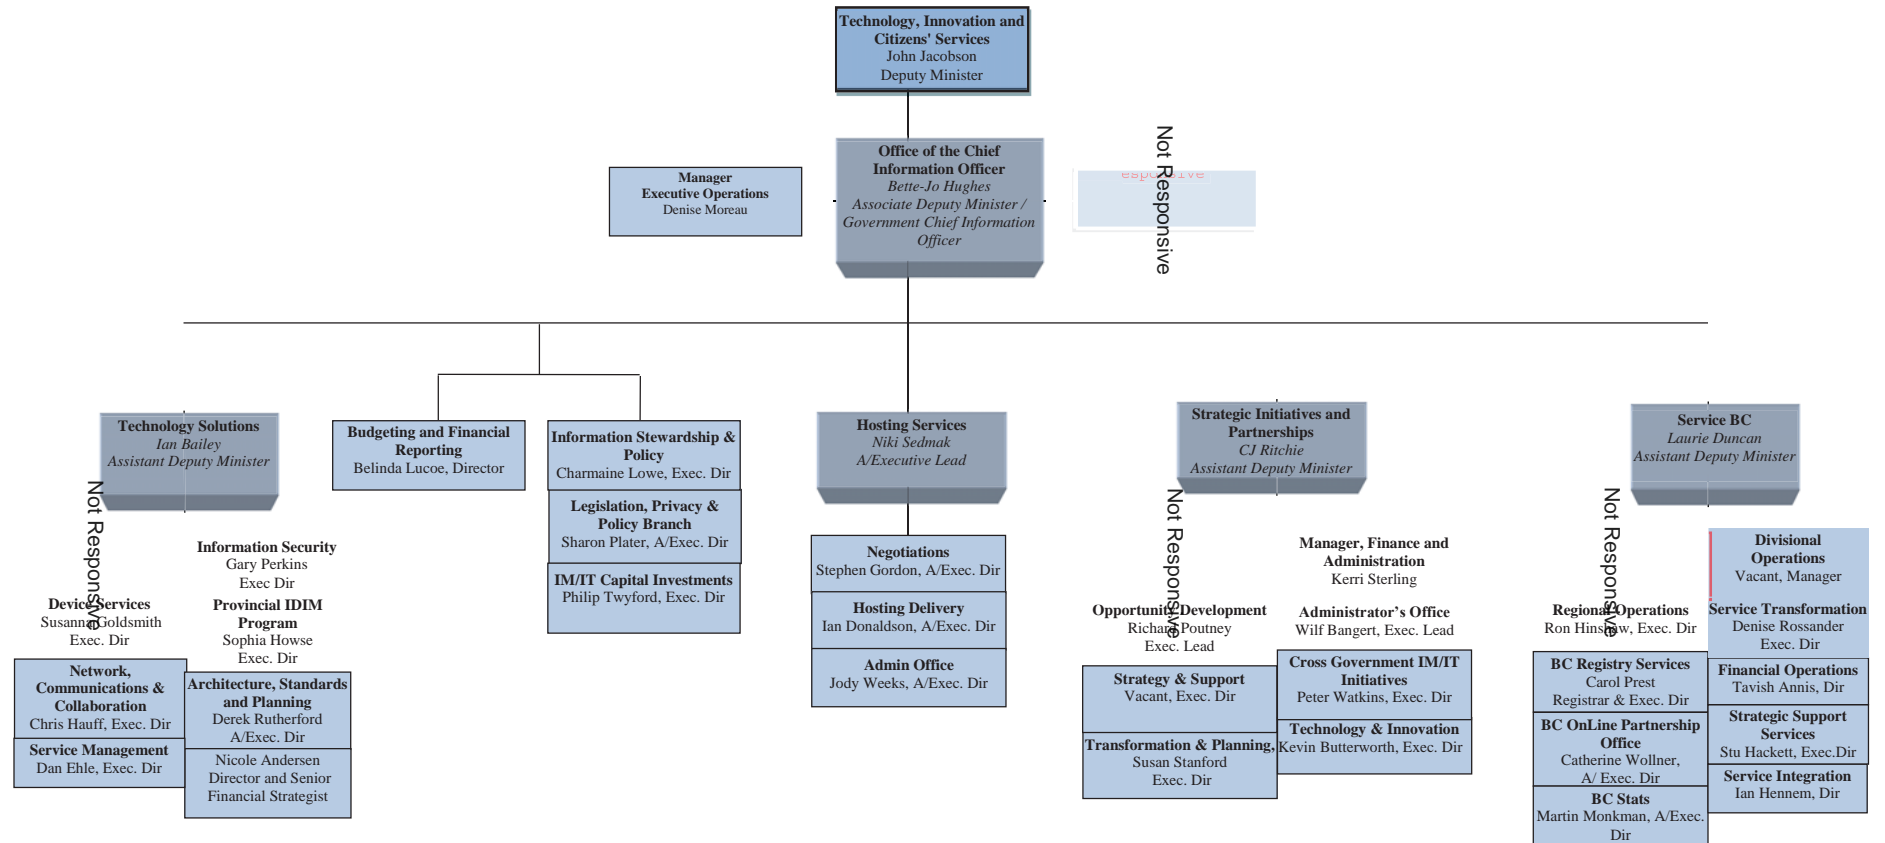 Technology, Innovation and
Citizens' Services
John Jacobson
Deputy Minister
Manager
Executive Operations
Denise Moreau
Office of the Chief
Information Officer
Bette-Jo Hughes
Associate Deputy Minister /
Government Chief Information
Officer
Not Responsive
Technology Solutions
Ian Bailey
Assistant Deputy Minister
Not Responsive
Information Security
Gary Perkins
Exec Dir
Device Services
Susanna Goldsmith
Exec. Dir
Provincial IDIM
Program
Sophia Howse
Exec. Dir
Network,
Communications &
Collaboration
Chris Hauff, Exec. Dir
Service Management
Dan Ehle, Exec. Dir
Architecture, Standards
and Planning
Derek Rutherford
A/Exec. Dir
Nicole Andersen
Director and Senior
Financial Strategist
Budgeting and Financial
Reporting
Belinda Lucoe, Director
Information Stewardship &
Policy
Charmaine Lowe, Exec. Dir
Legislation, Privacy &
Policy Branch
Sharon Plater, A/Exec. Dir
IM/IT Capital Investments
Philip Twyford, Exec. Dir
Hosting Services
Niki Sedmak
A/Executive Lead
Negotiations
Stephen Gordon, A/Exec. Dir
Hosting Delivery
Ian Donaldson, A/Exec. Dir
Admin Office
Jody Weeks, A/Exec. Dir
Strategic Initiatives and
Partnerships
CJ Ritchie
Assistant Deputy Minister
Not Responsive
Manager, Finance and
Administration
Kerri Sterling
Opportunity Development
Richard Poutney
Exec. Lead
Administrator's Office
Wilf Bangert, Exec. Lead
Strategy & Support
Vacant, Exec. Dir
Transformation & Planning,
Susan Stanford
Exec. Dir
Cross Government IM/IT
Initiatives
Peter Watkins, Exec. Dir
Technology & Innovation
Kevin Butterworth, Exec. Dir
Service BC
Laurie Duncan
Assistant Deputy Minister
Not Responsive
Divisional
Operations
Vacant, Manager
Regional Operations
Ron Hinshaw, Exec. Dir
Service Transformation
Denise Rossander
Exec. Dir
BC Registry Services
Carol Prest
Registrar & Exec. Dir
BC OnLine Partnership
Office
Catherine Wollner,
A/ Exec. Dir
BC Stats
Martin Monkman, A/Exec.
Dir
Financial Operations
Tavish Annis, Dir
Strategic Support
Services
Stu Hackett, Exec.Dir
Service Integration
Ian Hennem, Dir